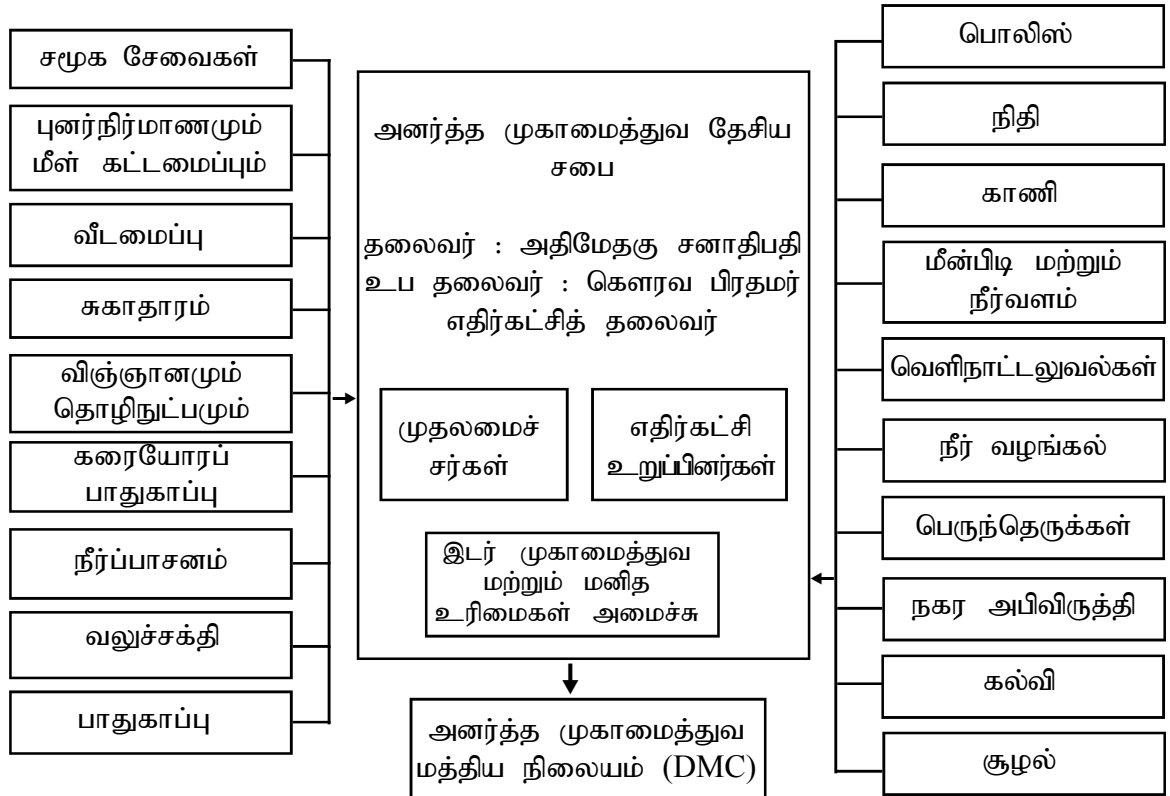 சமூக சேவைகள்
புனர்நிர்மாணமும்
மீள் கட்டமைப்பும்
வீடமைப்பு
சுகாதாரம்
விஞ்ஞானமும்
தொழிநுட்பமும்
கரையோரப்
பாதுகாப்பு
நீர்ப்பாசனம்
வலுச்சக்தி
பாதுகாப்பு
அனர்த்த முகாமைத்துவ தேசிய
சபை
தலைவர் : அதிமேதகு சனாதிபதி
உப தலைவர் : கௌரவ பிரதமர்
எதிர்கட்சித் தலைவர்
முதலமைச்
சர்கள்
எதிர்கட்சி
உறுப்பினர்கள்
இடர் முகாமைத்துவ
மற்றும் மனித
உரிமைகள் அமைச்சு
அனர்த்த முகாமைத்துவ
மத்திய நிலையம் (DMC)
பொலிஸ்
நிதி
காணி
மீன்பிடி மற்றும்
நீர்வளம்
வெளிநாட்டலுவல்கள்
நீர் வழங்கல்
பெருந்தெருக்கள்
நகர அபிவிருத்தி
கல்வி
சூழல்